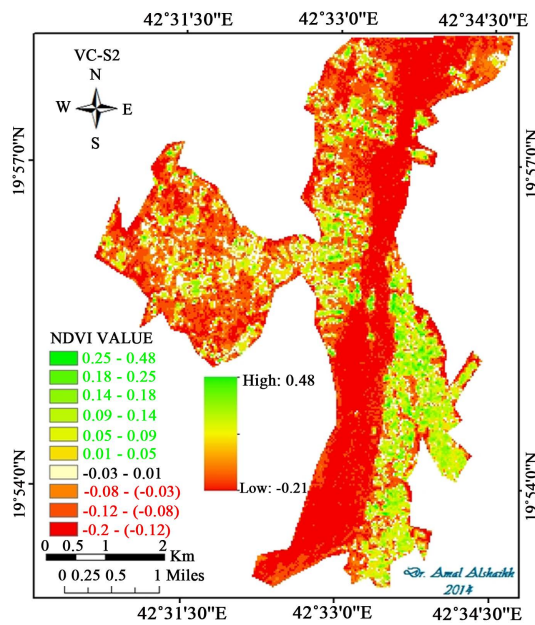 42°31'30"E 42°33'0"E 42°34'30"E
VC-S2
N
W E
S
19°57'0"N
19°57'0"N
NDVI VALUE
0.25 - 0.48
0.18 - 0.25
0.14 - 0.18
0.09 - 0.14
0.05 - 0.09
0.01 - 0.05
-0.03 - 0.01
-0.08 - (-0.03)
-0.12 - (-0.08)
-0.2 - (-0.12)
High: 0.48
Low: -0.21
19°54'0"N
19°54'0"N
0 0.5 1 2
Km
0 0.25 0.5 1 Miles
Dr. Amal Alshaikh
2014
42°31'30"E 42°33'0"E 42°34'30"E